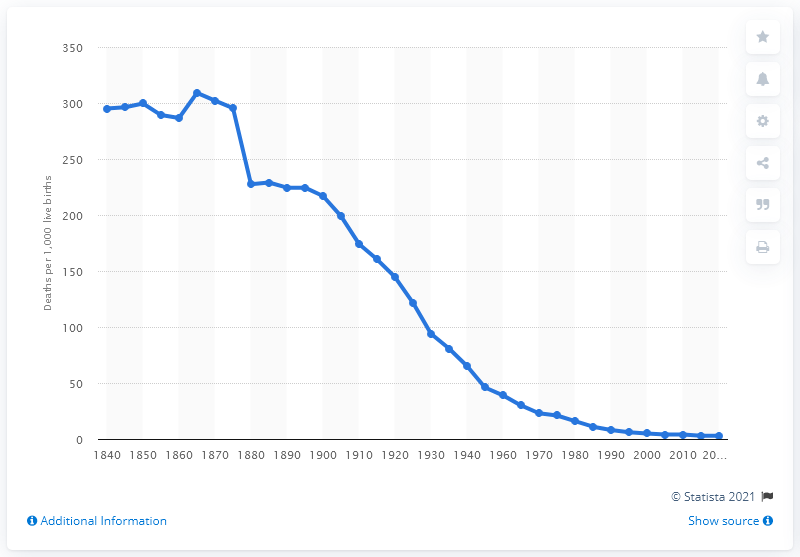 350
300
250
200
150
100
50
0
Deaths per 1,000 live births
1840 1850 1860 1870 1880 1890 1900 1910 1920 1930 1940 1950 1960 1970 1980 1990 2000 2010 20...
© Statista 2021
Additional Information
Show source